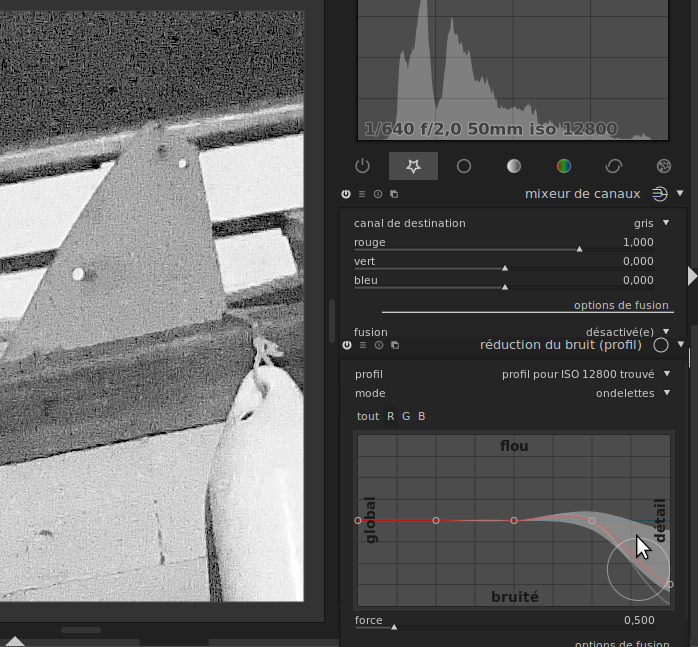 1/640 f/2,0 50mm iso 12800
mixeur de canaux
canal de destination gris
rouge 1,000
vert 0,000
bleu 0,000
options de fusion
fusion désactivé(e)
réduction du bruit (profil)
profil profil pour ISO 12800 trouvé
mode ondelettes
tout R G B
flou
global
détail
bruité
force 0,500
options de fusion